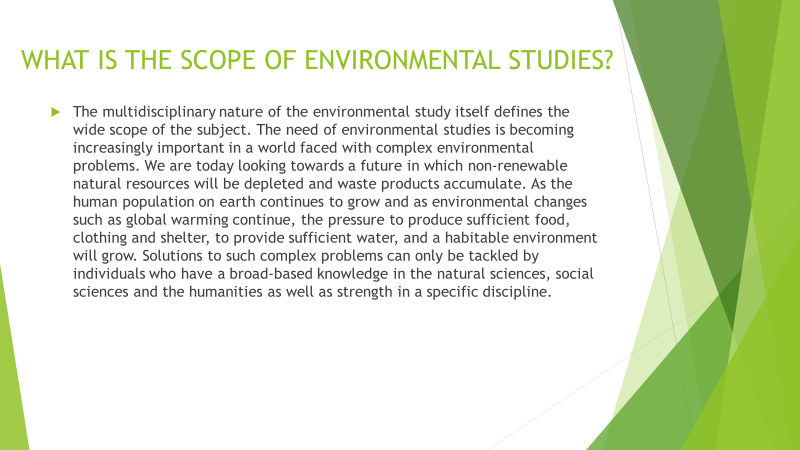 WHAT IS THE SCOPE OF ENVIRONMENTAL STUDIES?
The multidisciplinary nature of the environmental study itself defines the
wide scope of the subject. The need of environmental studies is becoming
increasingly important in a world faced with complex environmental
problems. We are today looking towards a future in which non-renewable
natural resources will be depleted and waste products accumulate. As the
human population on earth continues to grow and as environmental changes
such as global warming continue, the pressure to produce sufficient food,
clothing and shelter, to provide sufficient water, and a habitable environment
will grow. Solutions to such complex problems can only be tackled by
individuals who have a broad-based knowledge in the natural sciences, social
sciences and the humanities as well as strength in a specific discipline.